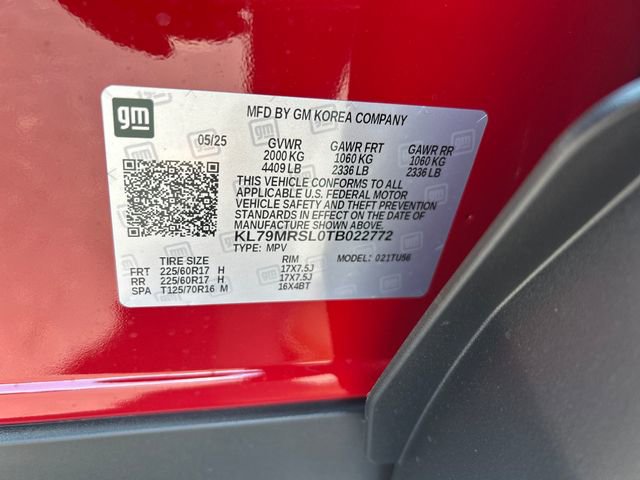 gm
MFD BY GM KOREA COMPANY
05/25 GVWR GAWR FRT GAWR RR
2000 KG 1060 KG 1060 KG
4409 LB 2336 LB 2336 LB
THIS VEHICLE CONFORMS TO ALL
APPLICABLE U.S. FEDERAL MOTOR
VEHICLE SAFETY AND THEFT PREVENTION
STANDARDS IN EFFECT ON THE DATE OF
MANUFACTURE SHOWN ABOVE.
KL79MRSL0TB022772
TYPE: MPV MODEL: 021TU56
TIRE SIZE RIM
FRT 225/60R17 H 17X7.5J
RR 225/60R17 H 17X7.5J
SPA T125/70R16 M 16X4BT